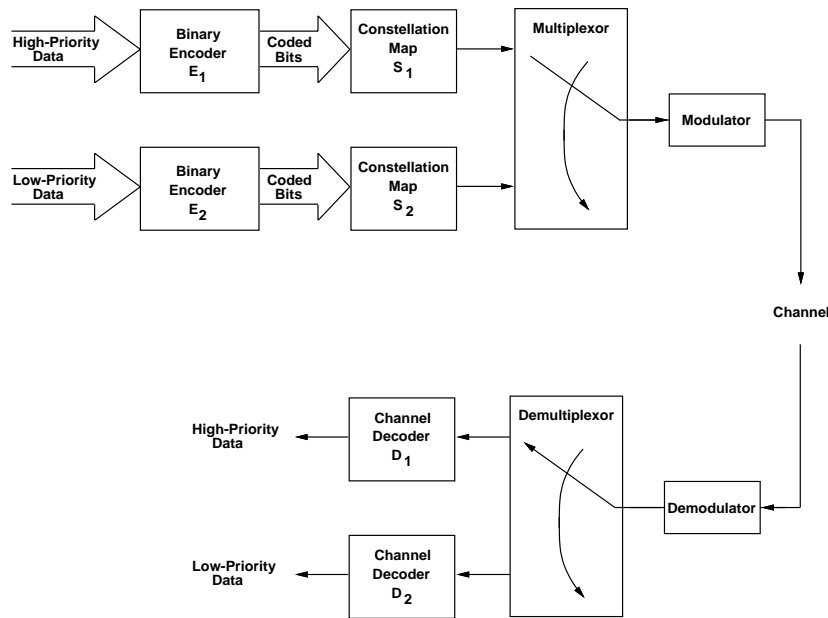 High-Priority
Data
Binary
Encoder
E1
Coded
Bits
Constellation
Map
S1
Multiplexor
Modulator
Low-Priority
Data
Binary
Encoder
E2
Coded
Bits
Constellation
Map
S2
Channel
High-Priority
Data
Channel
Decoder
D1
Demultiplexor
Demodulator
Low-Priority
Data
Channel
Decoder
D2